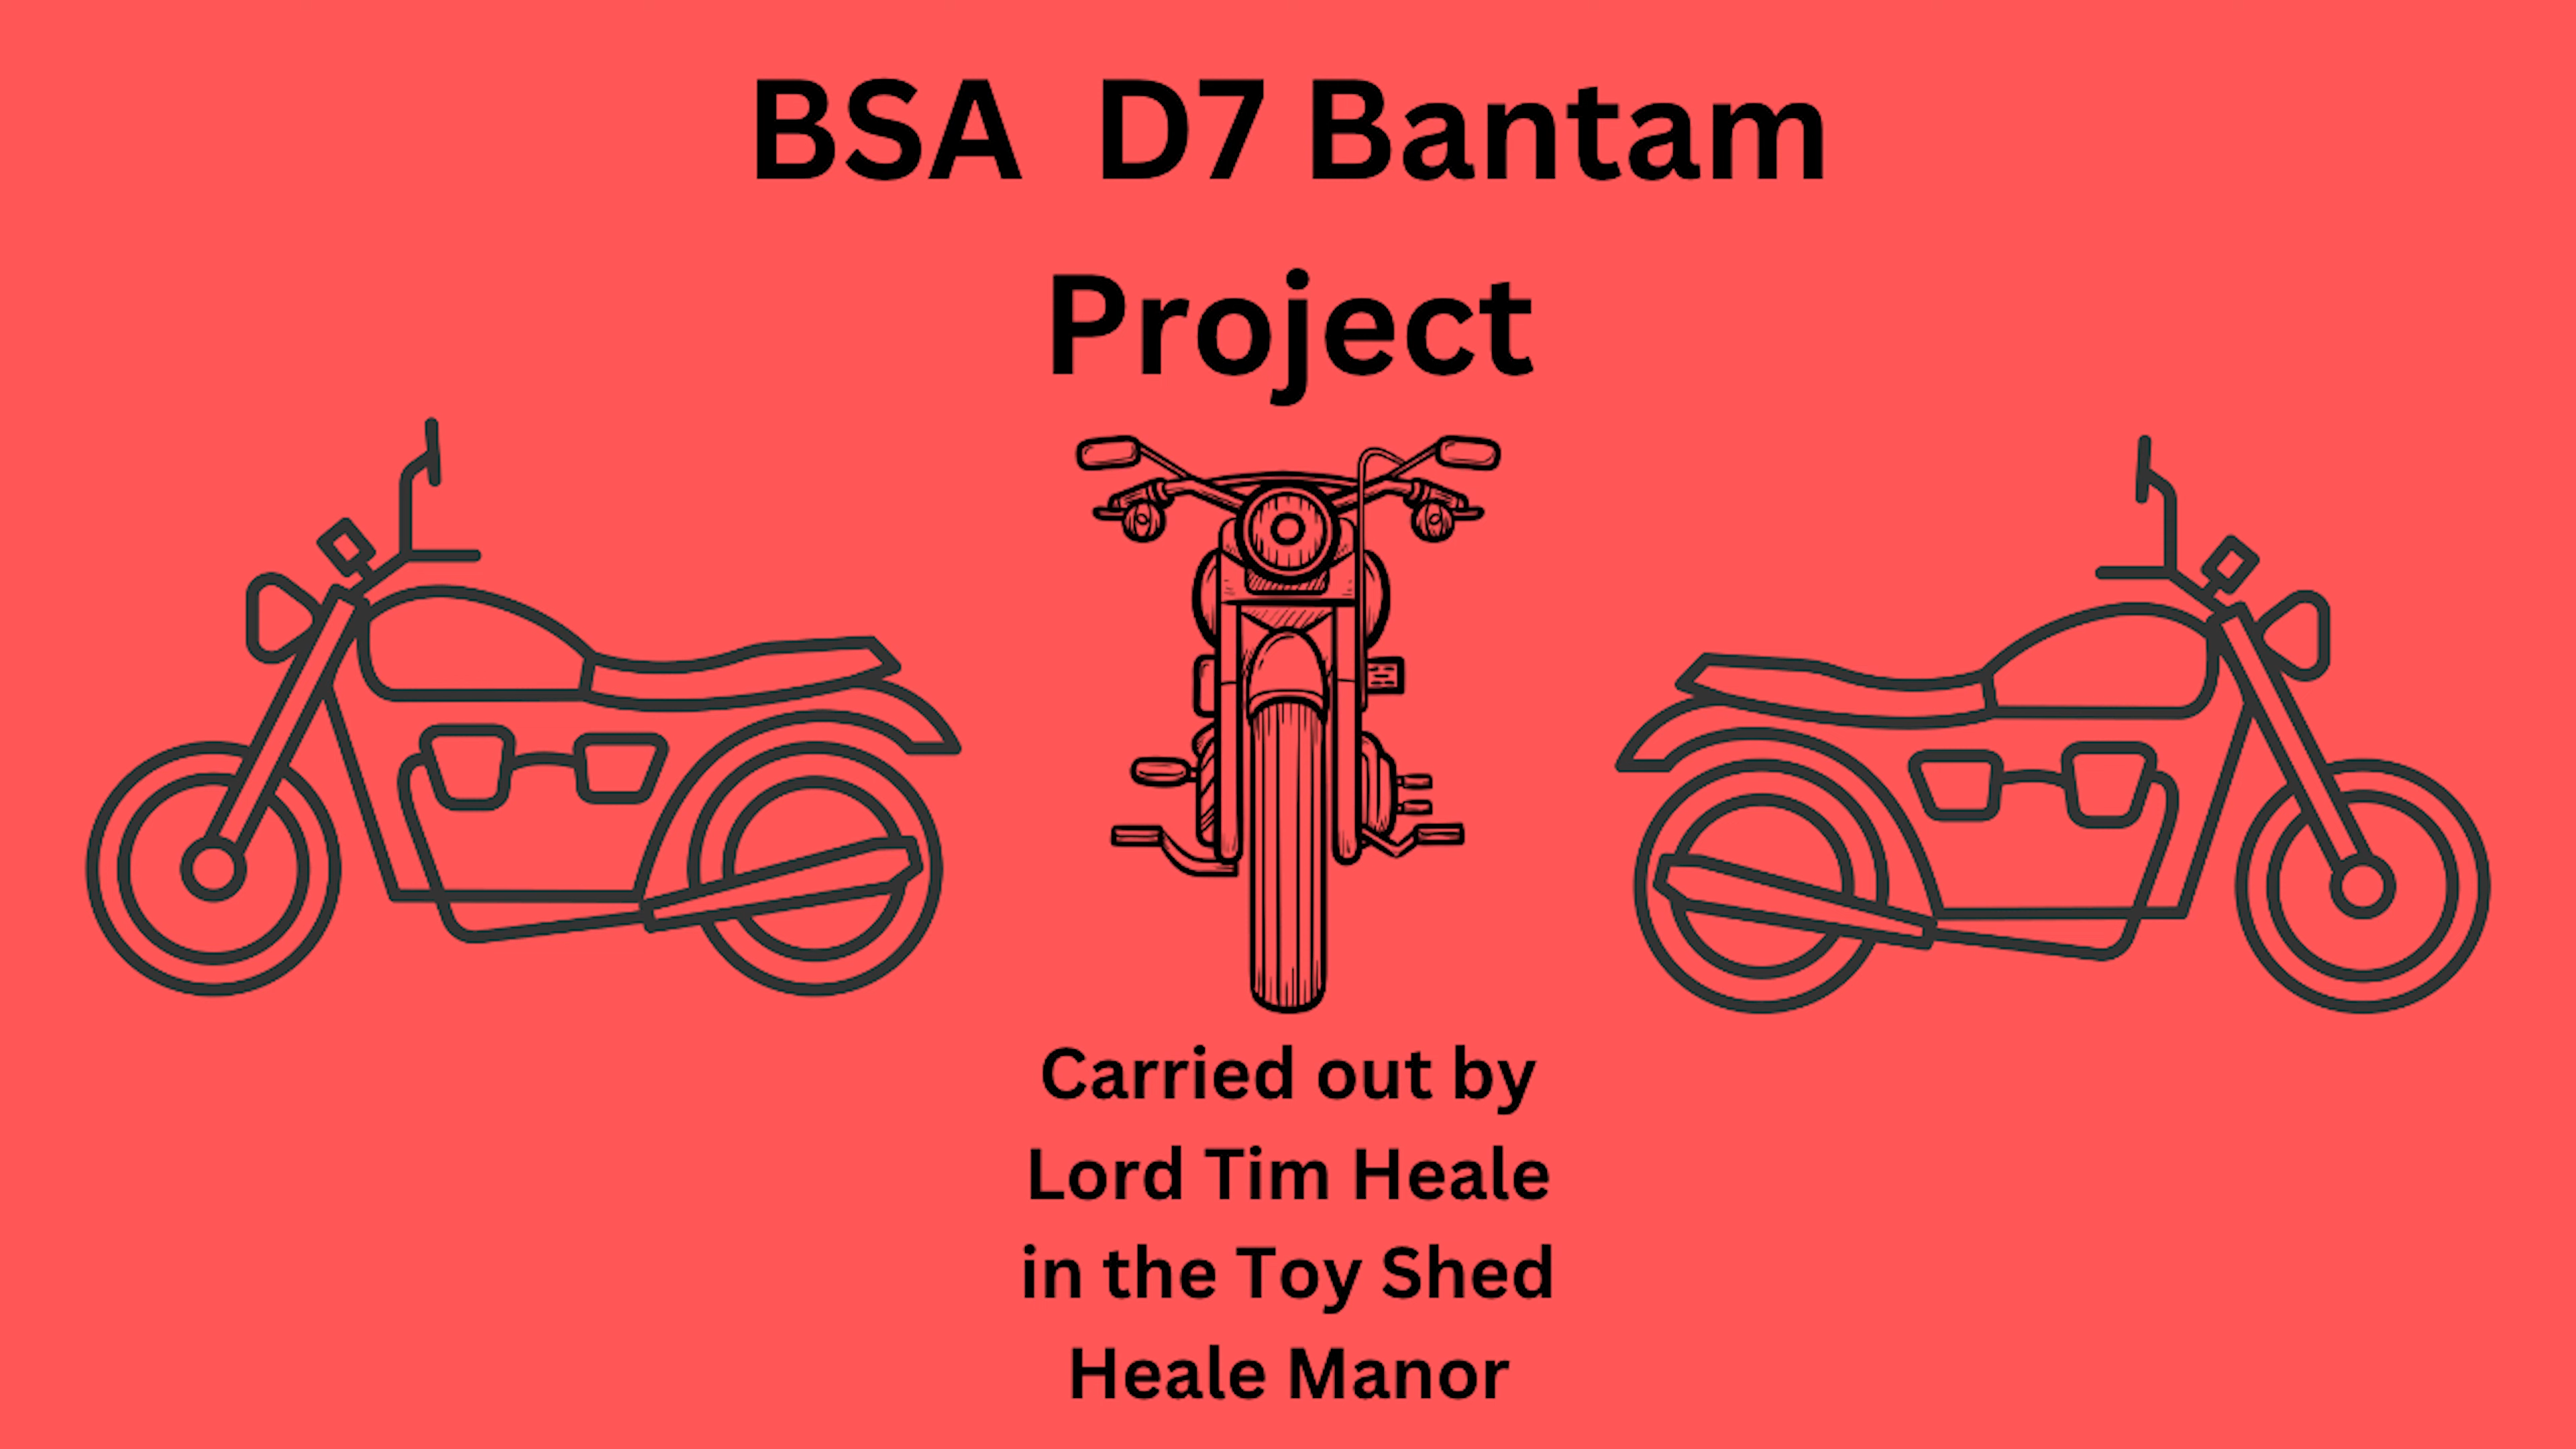 BSA  D7 Bantam
Project
Carried out by
Lord Tim Heale
in the Toy Shed
Heale Manor